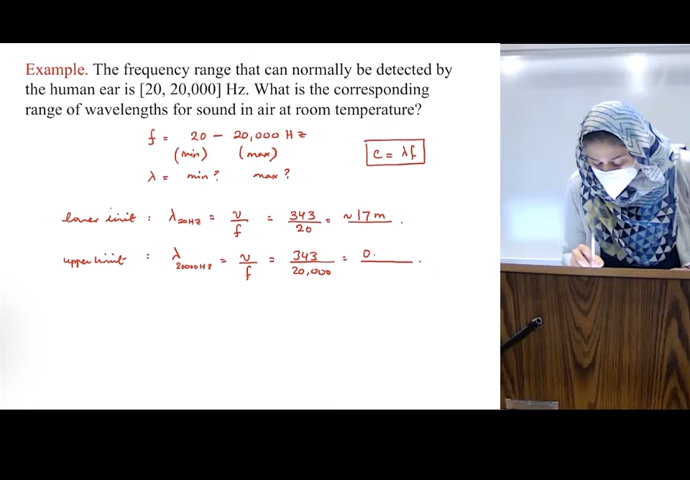 Example. The frequency range that can normally be detected by
the human ear is [20, 20,000] Hz. What is the corresponding
range of wavelengths for sound in air at room temperature?
f = 20 – 20,000 Hz
(min) (max)
c = λf
λ = min? max?
lower limit : λ20Hz = v/f = 343/20 = ~17m.
upper limit : λ20000Hz = v/f = 343/20,000 = 0.